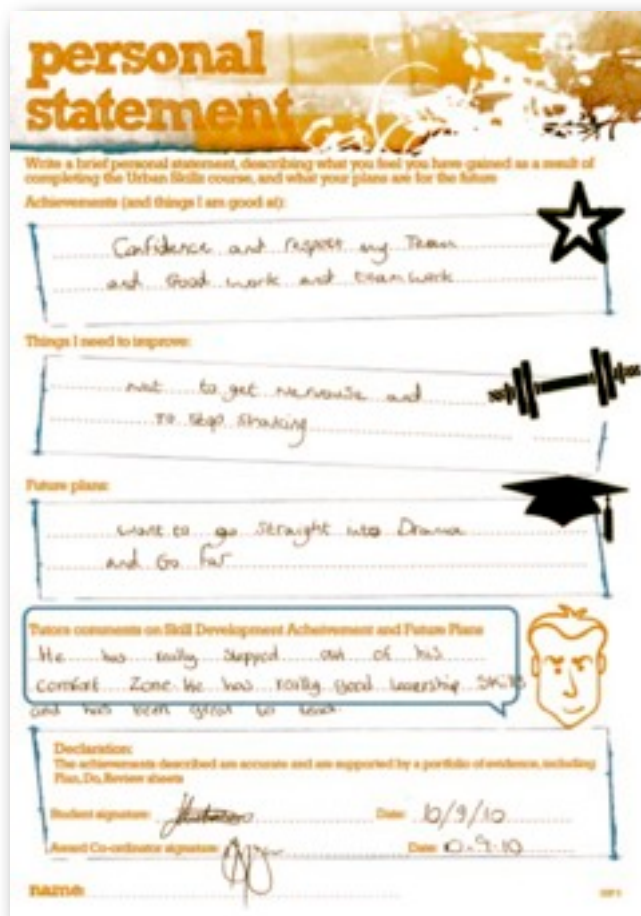 personal
statement
Write a brief personal statement, describing what you feel you have gained as a result of
completing the Urban Skills course, and what your plans are for the future
Achievements (and things I am good at):
Confidence and respect my Team
and Good work and teamwork
Things I need to improve:
not to get nervouse and
to stop shaking
Future plans:
want to go straight into Drama
and Go far
Tutors comments on Skill Development Acheivement and Future Plans
He has really stepped out of his
comfort zone. He has really good leadership skills
and has been great to teach.
Declaration:
The achievements described are accurate and are supported by a portfolio of evidence, including
Plan, Do, Review sheets
Student signature: Date: 10/9/10
Award Co-ordinator signature: Date: 10.9.10
name: